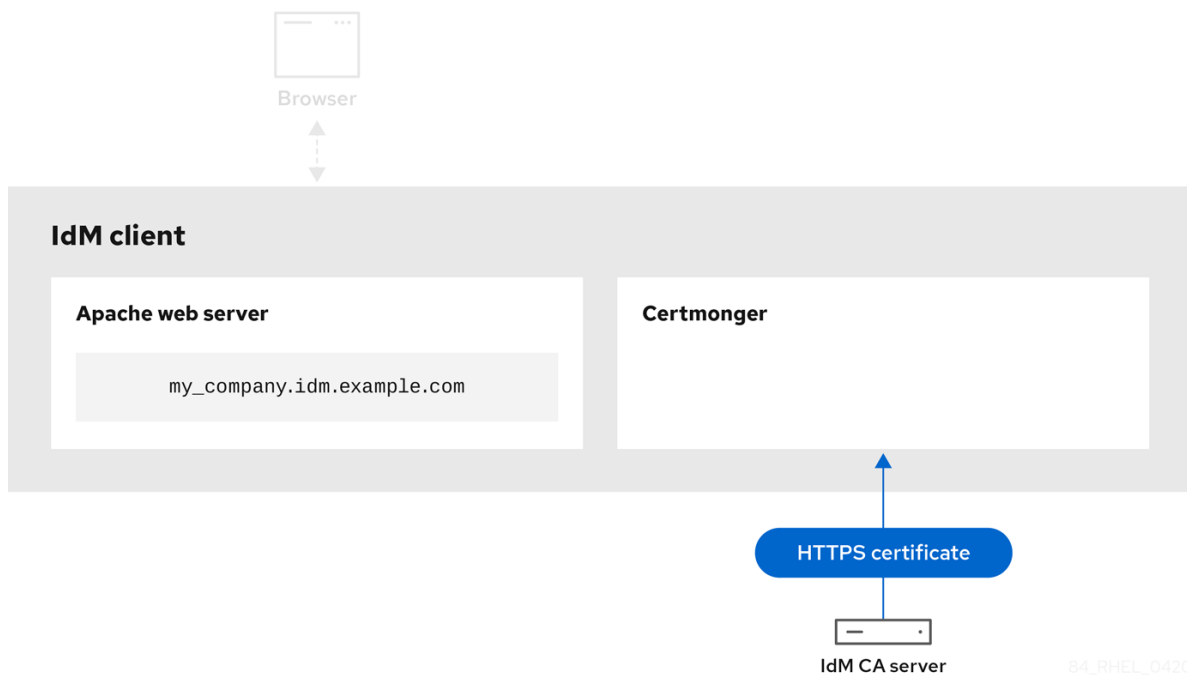 Browser
IdM client
Apache web server
Certmonger
my_company.idm.example.com
HTTPS certificate
IdM CA server
84_RHEL_0420